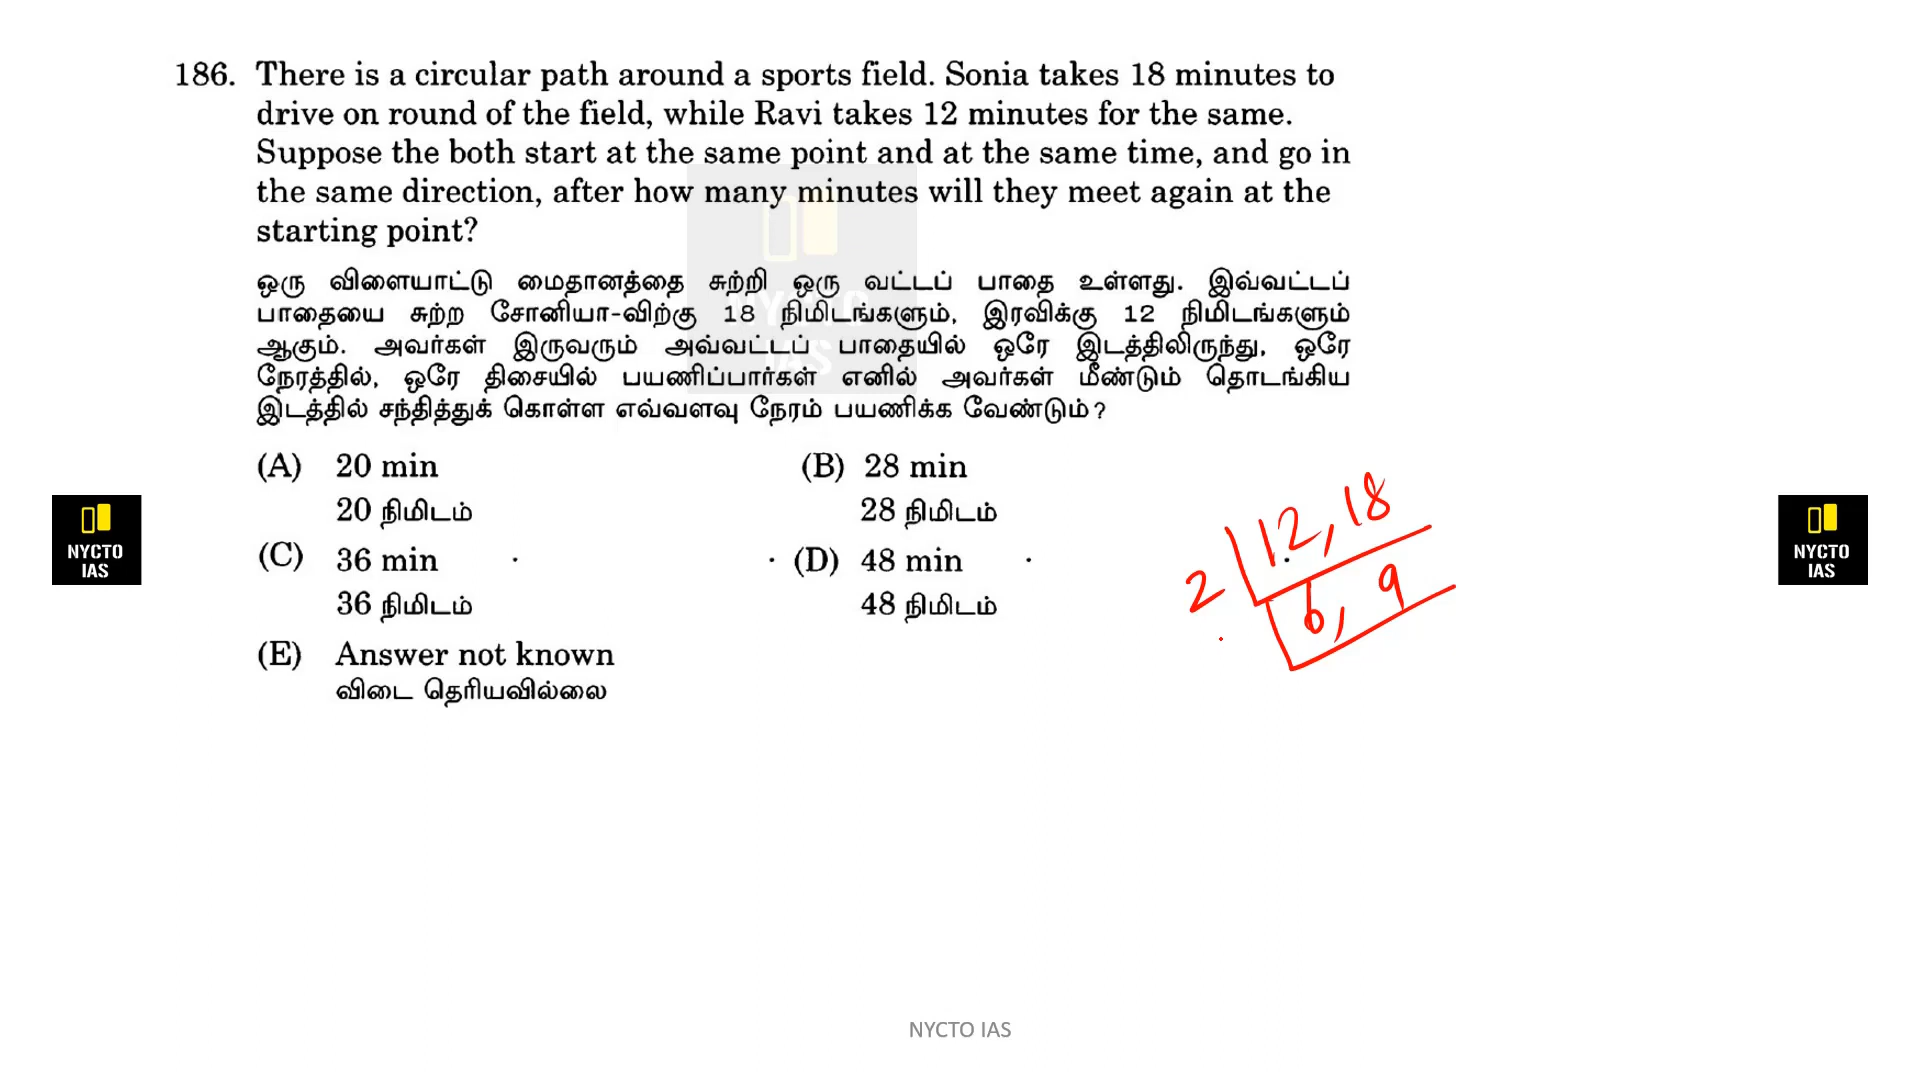 186. There is a circular path around a sports field. Sonia takes 18 minutes to
drive on round of the field, while Ravi takes 12 minutes for the same.
Suppose the both start at the same point and at the same time, and go in
the same direction, after how many minutes will they meet again at the
starting point?
ஒரு விளையாட்டு மைதானத்தை சுற்றி ஒரு வட்டப் பாதை உள்ளது. இவ்வட்டப்
பாதையை சுற்ற சோனியா-விற்கு 18 நிமிடங்களும், இரவிக்கு 12 நிமிடங்களும்
ஆகும். அவர்கள் இருவரும் அவ்வட்டப் பாதையில் ஒரே இடத்திலிருந்து, ஒரே
நேரத்தில், ஒரே திசையில் பயணிப்பார்கள் எனில் அவர்கள் மீண்டும் தொடங்கிய
இடத்தில் சந்தித்துக் கொள்ள எவ்வளவு நேரம் பயணிக்க வேண்டும்?
(A) 20 min (B) 28 min
20 நிமிடம் 28 நிமிடம்
(C) 36 min (D) 48 min
36 நிமிடம் 48 நிமிடம்
(E) Answer not known
விடை தெரியவில்லை
12, 18
2 6, 9
NYCTO
IAS
NYCTO
IAS
NYCTO
IAS
NYCTO IAS